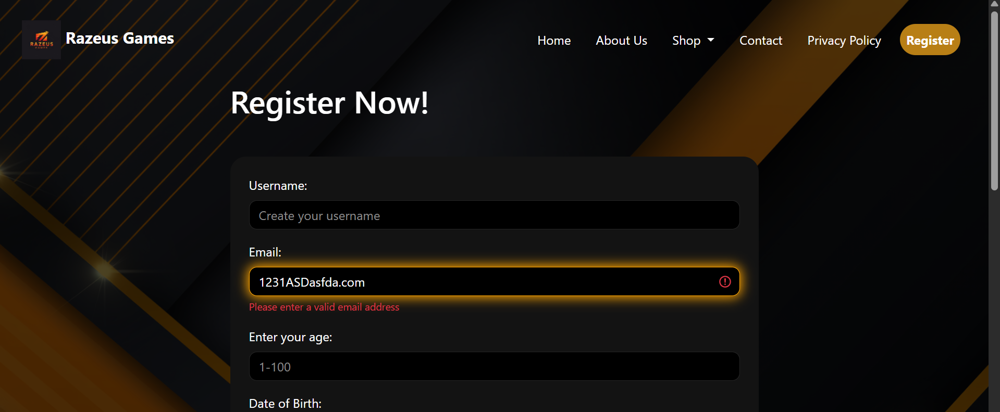 RAZEUS
Razeus Games
Home
About Us
Shop
Contact
Privacy Policy
Register
Register Now!
Username:
Create your username
Email:
1231ASDasfda.com
Please enter a valid email address
Enter your age:
1-100
Date of Birth: